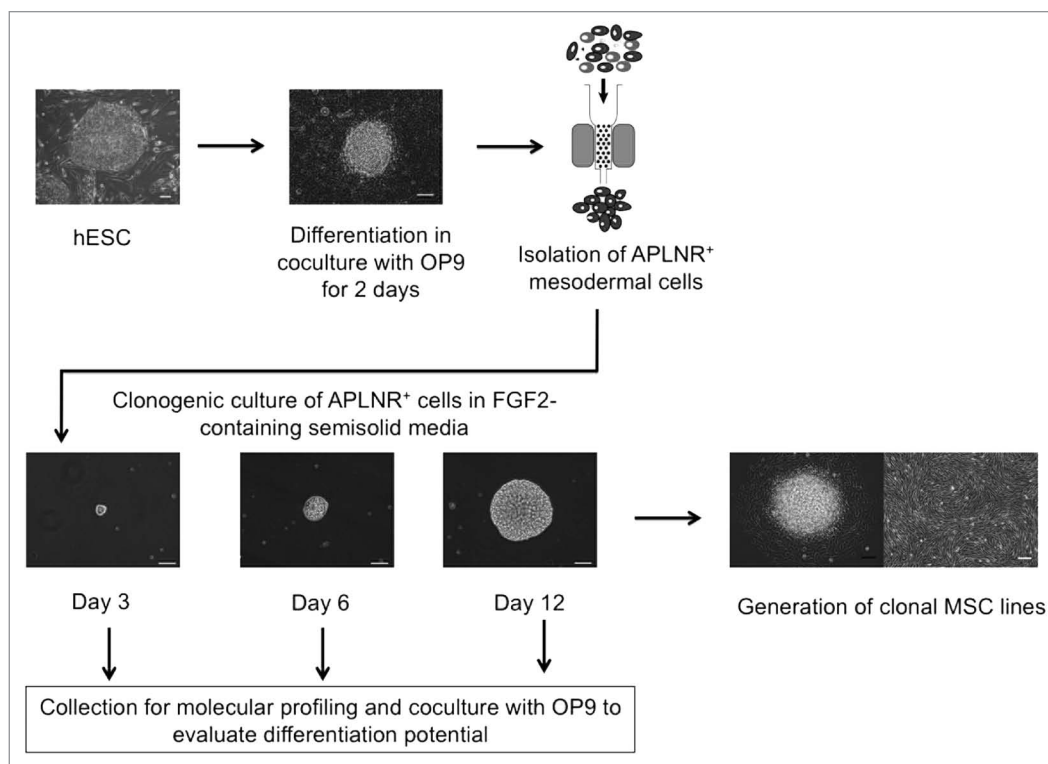 hESC
Differentiation in
coculture with OP9
for 2 days
Isolation of APLNR⁺
mesodermal cells
Clonogenic culture of APLNR⁺ cells in FGF2-
containing semisolid media
Day 3
Day 6
Day 12
Generation of clonal MSC lines
Collection for molecular profiling and coculture with OP9 to
evaluate differentiation potential